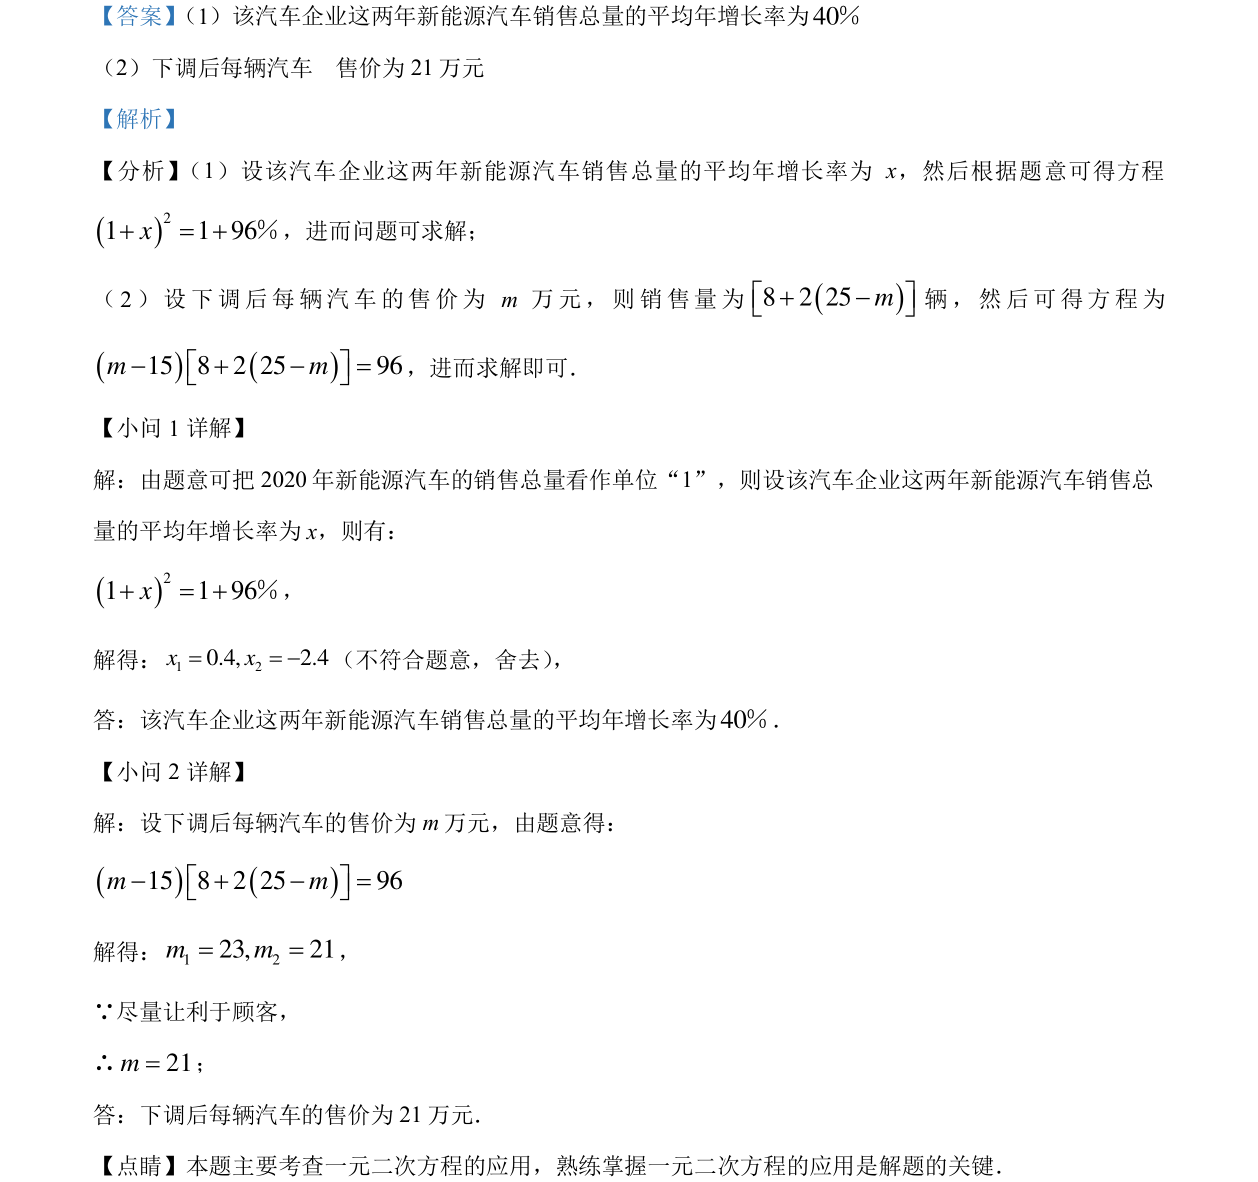 【答案】（1）该汽车企业这两年新能源汽车销售总量的平均年增长率为40%
（2）下调后每辆汽车 售价为 21 万元
【解析】
【分析】（1）设该汽车企业这两年新能源汽车销售总量的平均年增长率为 x，然后根据题意可得方程
(1+x)²=1+96%，进而问题可求解；
（2）设下调后每辆汽车的售价为 m 万元，则销售量为[8+2(25−m)]辆，然后可得方程为
(m−15)[8+2(25−m)]=96，进而求解即可．
【小问 1 详解】
解：由题意可把 2020 年新能源汽车的销售总量看作单位“1”，则设该汽车企业这两年新能源汽车销售总
量的平均年增长率为 x，则有：
(1+x)²=1+96%，
解得：x₁=0.4,x₂=−2.4（不符合题意，舍去），
答：该汽车企业这两年新能源汽车销售总量的平均年增长率为40%．
【小问 2 详解】
解：设下调后每辆汽车的售价为 m 万元，由题意得：
(m−15)[8+2(25−m)]=96
解得：m₁=23,m₂=21，
∵尽量让利于顾客，
∴m=21；
答：下调后每辆汽车的售价为 21 万元．
【点睛】本题主要考查一元二次方程的应用，熟练掌握一元二次方程的应用是解题的关键．